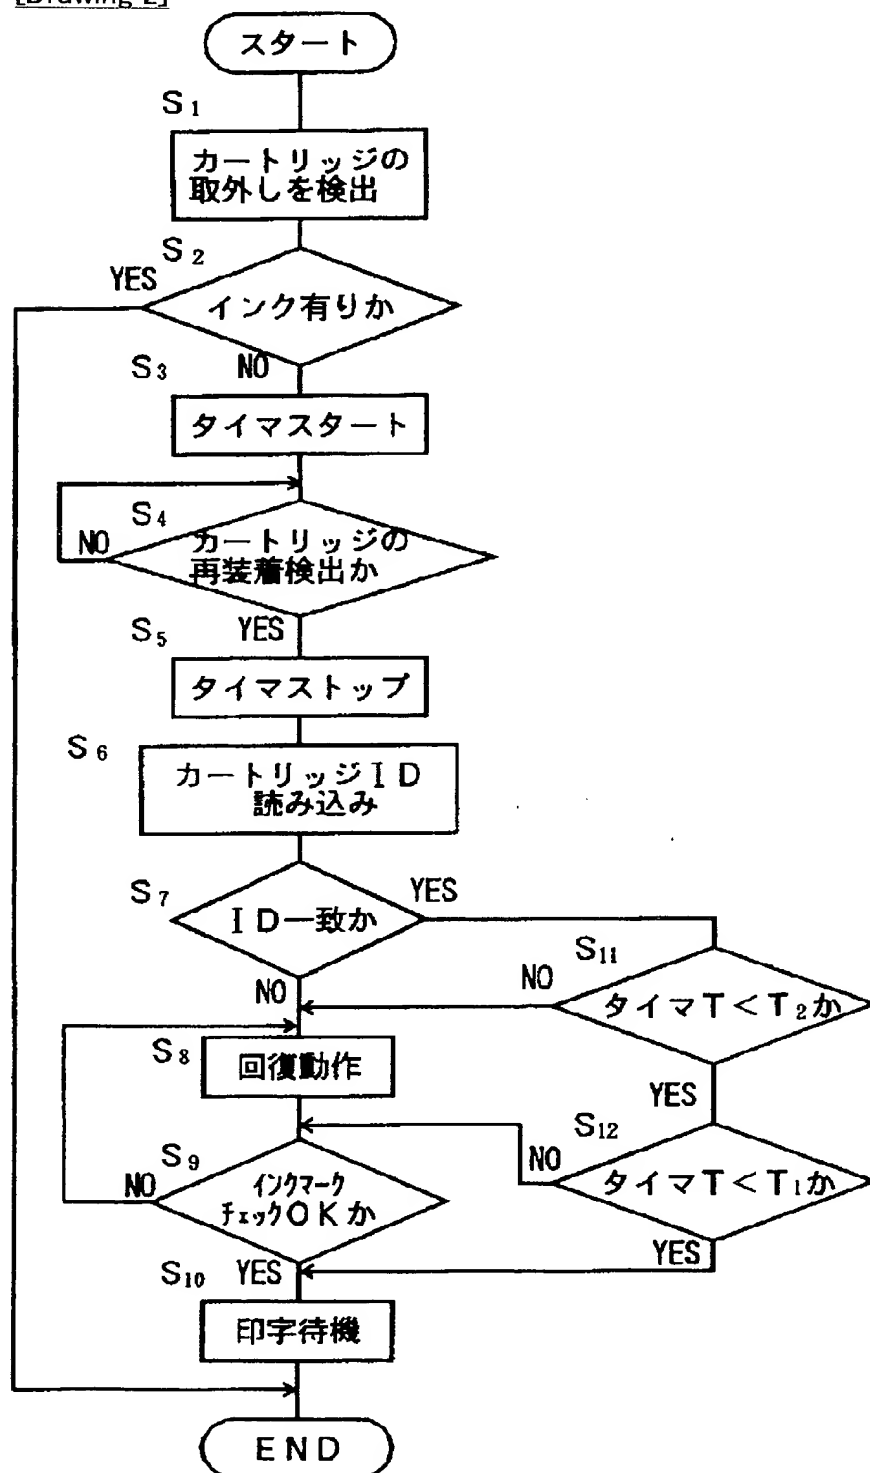 [Drawing 2]
スタート
S1
カートリッジの
取外しを検出
S2
YES
インク有りか
S3
NO
タイマスタート
S4
NO
カートリッジの
再装着検出か
S5
YES
タイマストップ
S6
カートリッジID
読み込み
S7
YES
ID一致か
S11
NO
NO
タイマT<T2か
S8
回復動作
YES
S12
S9
NO
NO
インクマーク
チェックOKか
タイマT<T1か
S10
YES
YES
印字待機
END